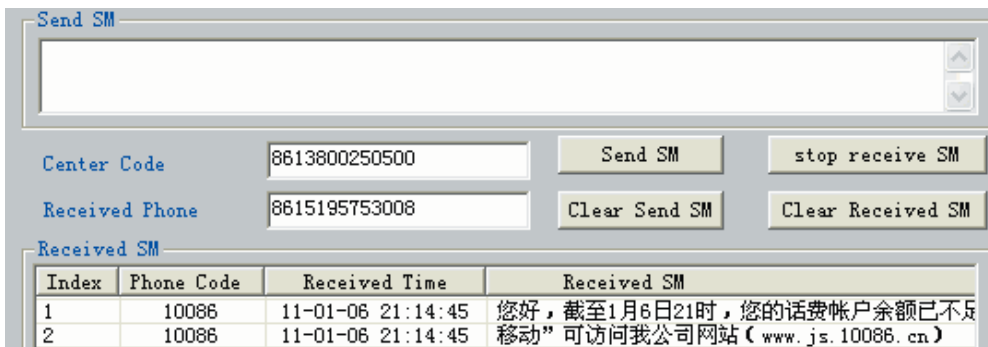 Send SM
Center Code 8613800250500 Send SM stop receive SM
Received Phone 8615195753008 Clear Send SM Clear Received SM
Received SM
Index Phone Code Received Time Received SM
1 10086 11-01-06 21:14:45 您好，截至1月6日21时，您的话费帐户余额已不足
2 10086 11-01-06 21:14:45 移动”可访问我公司网站(www.js.10086.cn)